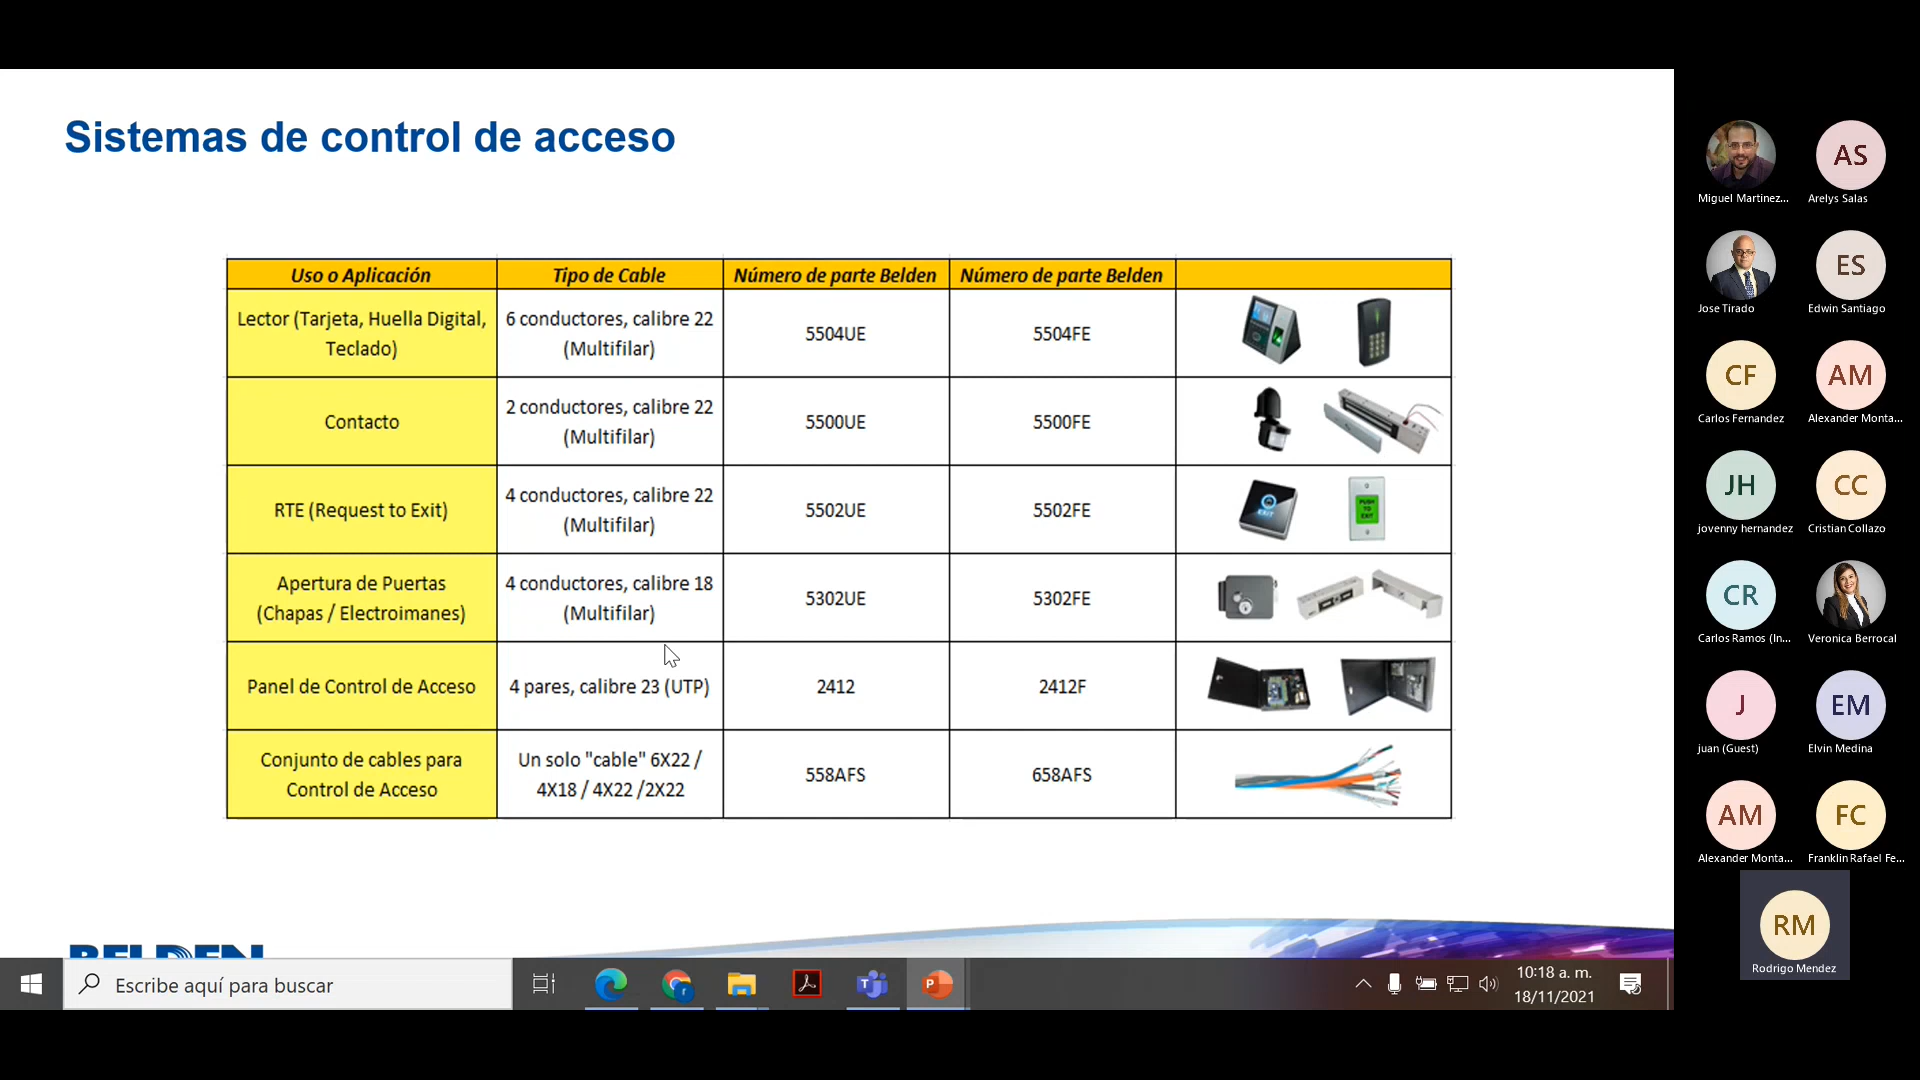 Sistemas de control de acceso
Uso o Aplicación
Tipo de Cable
Número de parte Belden
Número de parte Belden
Lector (Tarjeta, Huella Digital,
Teclado)
6 conductores, calibre 22
(Multifilar)
5504UE
5504FE
Contacto
2 conductores, calibre 22
(Multifilar)
5500UE
5500FE
RTE (Request to Exit)
4 conductores, calibre 22
(Multifilar)
5502UE
5502FE
EXIT
PUSH
TO
EXIT
Apertura de Puertas
(Chapas / Electroimanes)
4 conductores, calibre 18
(Multifilar)
5302UE
5302FE
Panel de Control de Acceso
4 pares, calibre 23 (UTP)
2412
2412F
Conjunto de cables para
Control de Acceso
Un solo "cable" 6X22 /
4X18 / 4X22 /2X22
558AFS
658AFS
BELDEN
Escribe aquí para buscar
10:18 a. m.
18/11/2021
Miguel Martinez...
AS
Arelys Salas
Jose Tirado
ES
Edwin Santiago
CF
Carlos Fernandez
AM
Alexander Monta...
JH
jovenny hernandez
CC
Cristian Collazo
CR
Carlos Ramos (In...
Veronica Berrocal
J
juan (Guest)
EM
Elvin Medina
AM
Alexander Monta...
FC
Franklin Rafael Fe...
RM
Rodrigo Mendez